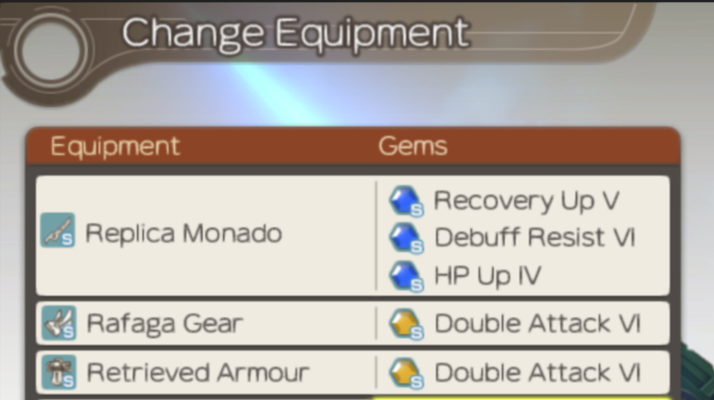 Change Equipment
Equipment Gems
Replica Monado
S Recovery Up V
S Debuff Resist VI
S HP Up IV
S Rafaga Gear S Double Attack VI
S Retrieved Armour S Double Attack VI